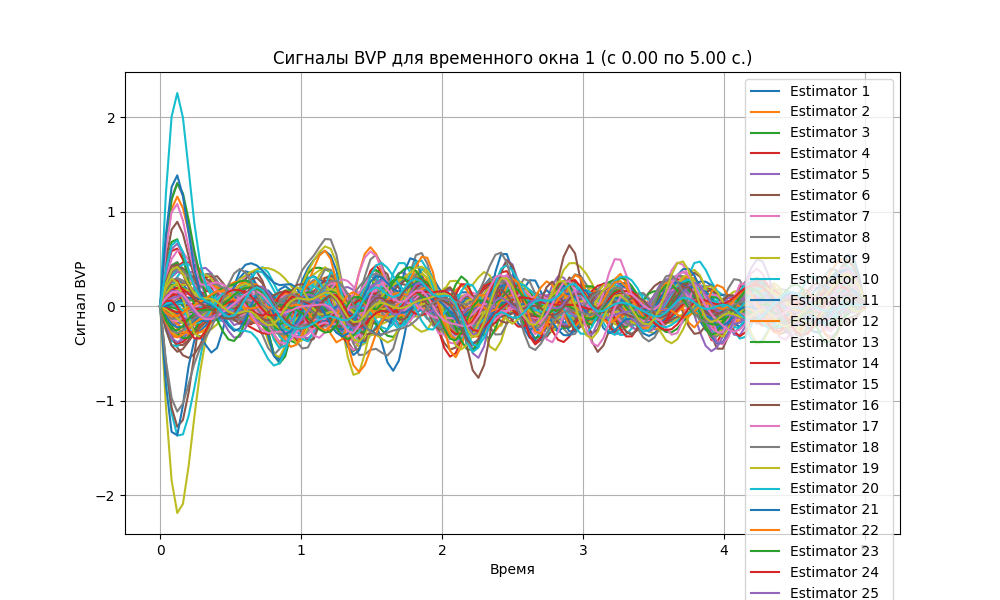 Сигналы BVP для временного окна 1 (с 0.00 по 5.00 с.)
Сигнал BVP
2
1
0
−1
−2
0
1
2
3
4
Время
Estimator 1
Estimator 2
Estimator 3
Estimator 4
Estimator 5
Estimator 6
Estimator 7
Estimator 8
Estimator 9
Estimator 10
Estimator 11
Estimator 12
Estimator 13
Estimator 14
Estimator 15
Estimator 16
Estimator 17
Estimator 18
Estimator 19
Estimator 20
Estimator 21
Estimator 22
Estimator 23
Estimator 24
Estimator 25